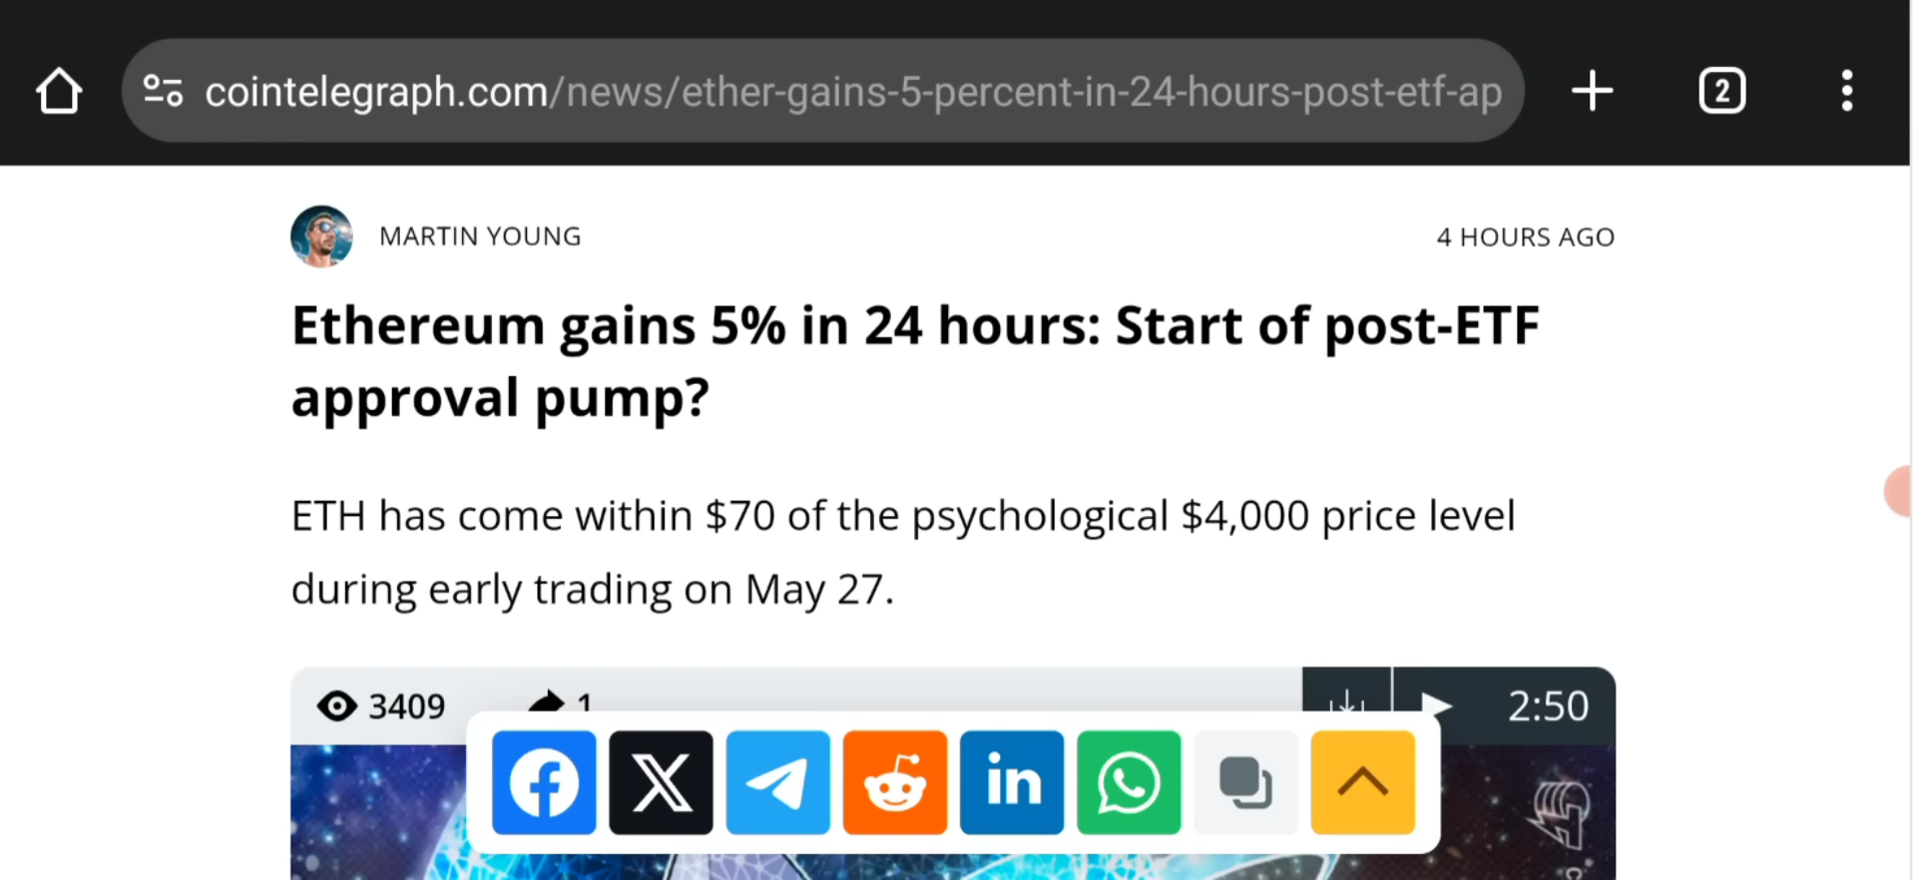 cointelegraph.com/news/ether-gains-5-percent-in-24-hours-post-etf-ap
2
MARTIN YOUNG
4 HOURS AGO
Ethereum gains 5% in 24 hours: Start of post-ETF
approval pump?
ETH has come within $70 of the psychological $4,000 price level
during early trading on May 27.
3409
1
2:50
in